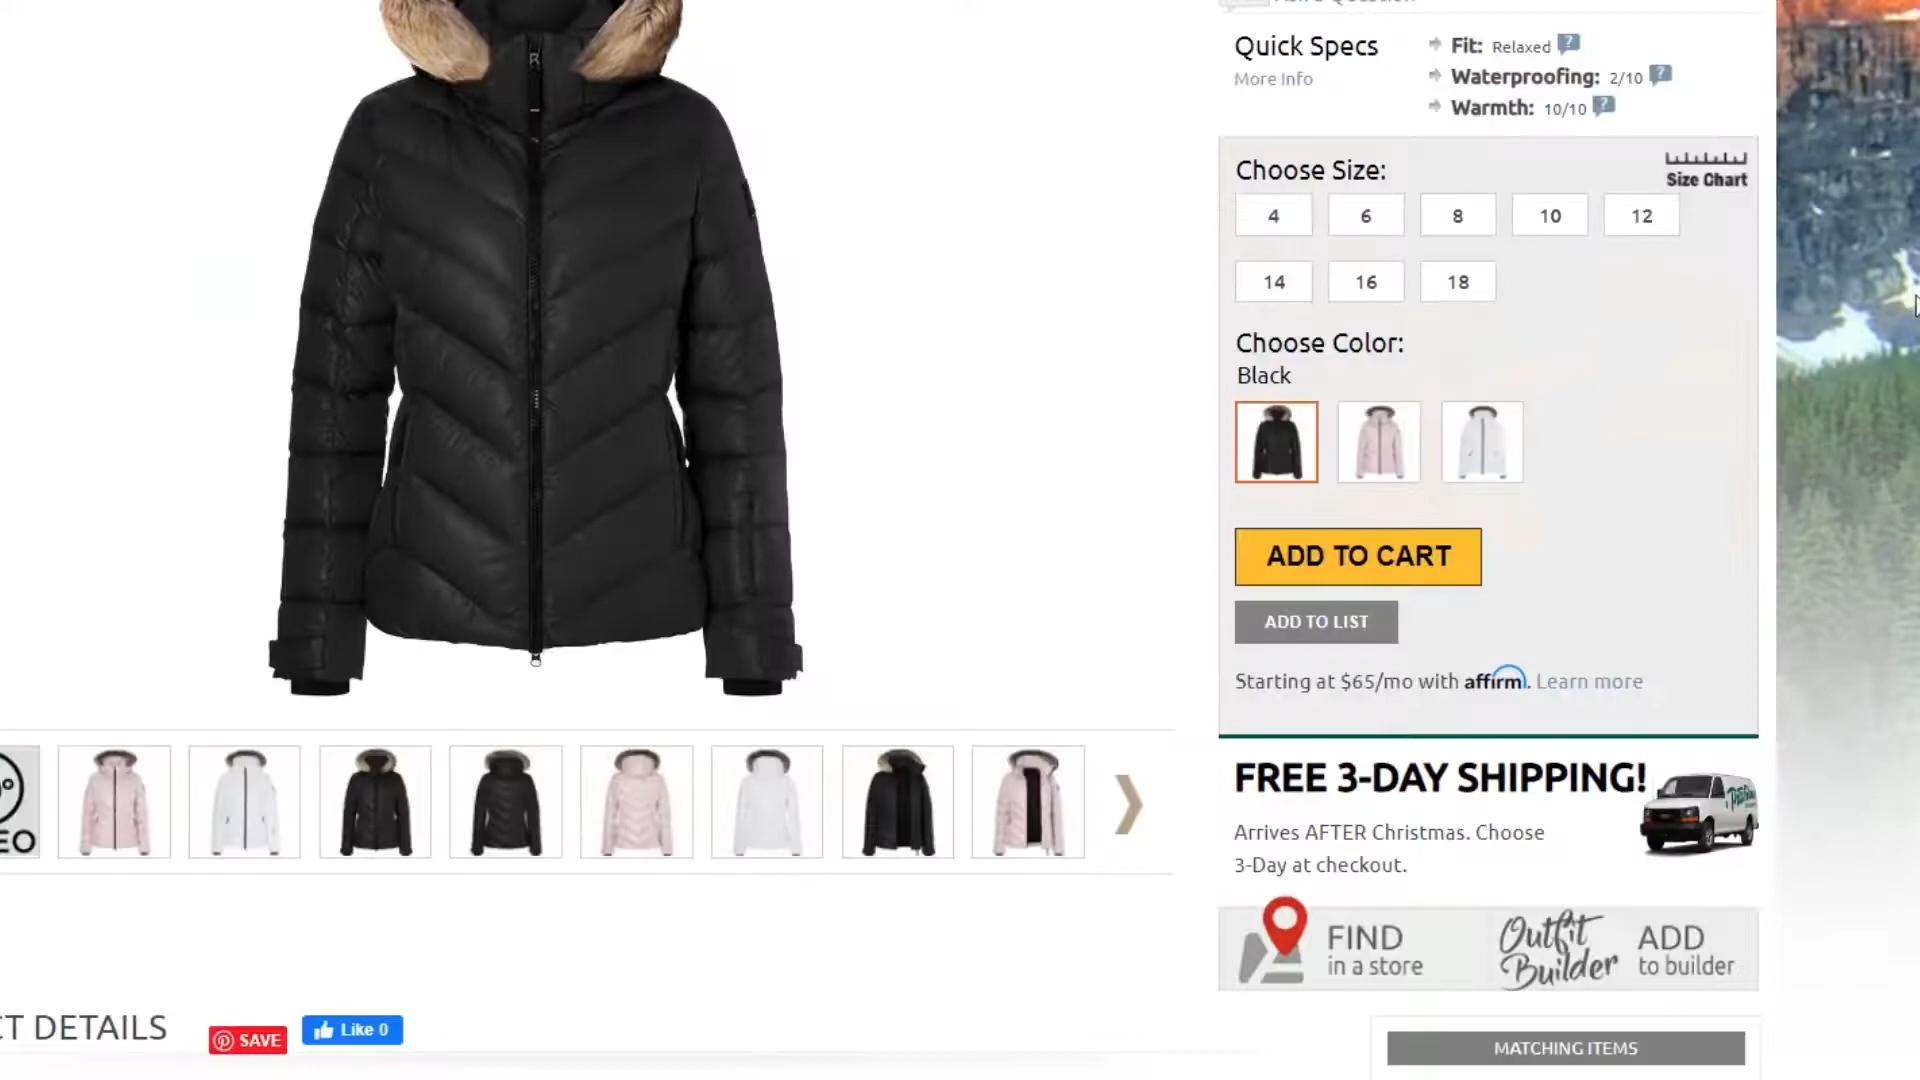 Quick Specs
More Info
Fit: Relaxed ?
Waterproofing: 2/10 ?
Warmth: 10/10 ?
Choose Size:
Size Chart
4 6 8 10 12
14 16 18
Choose Color:
Black
ADD TO CART
ADD TO LIST
Starting at $65/mo with affirm. Learn more
FREE 3-DAY SHIPPING!
Arrives AFTER Christmas. Choose
3-Day at checkout.
FIND
in a store
Outfit
Builder
ADD
to builder
CT DETAILS
SAVE
Like 0
MATCHING ITEMS